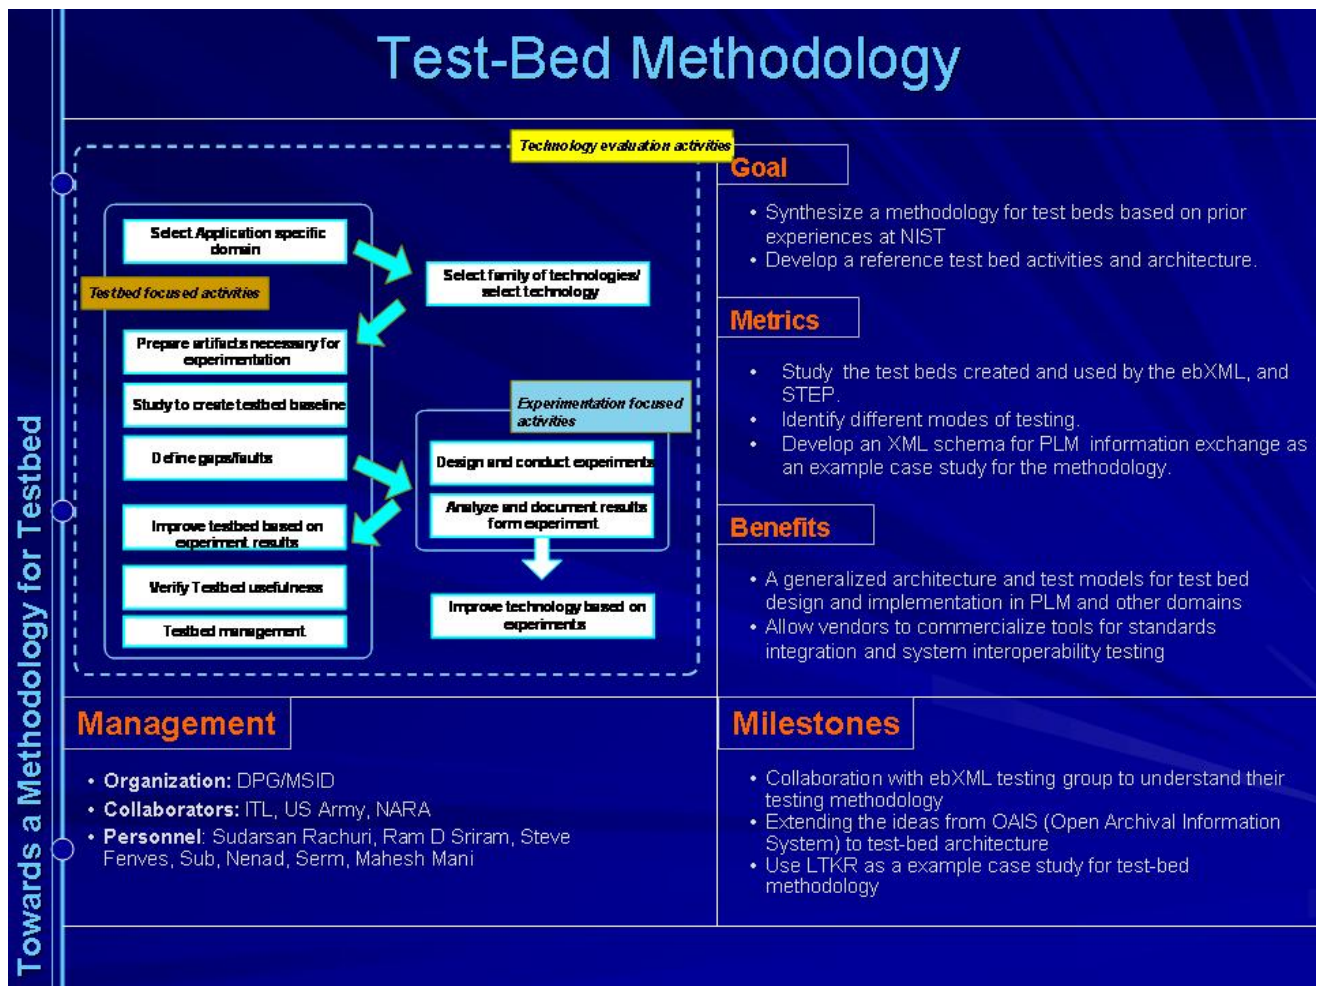 Test-Bed Methodology
Towards a Methodology for Testbed
Technology evaluation activities
Select Application specific
domain
Select family of technologies/
select technology
Testbed focused activities
Prepare artifacts necessary for
experimentation
Study to create testbed baseline
Define gaps/faults
Experimentation focused
activities
Design and conduct experiments
Analyze and document results
form experiment
Improve testbed based on
experiment results
Verify Testbed usefulness
Testbed management
Improve technology based on
experiments
Goal
• Synthesize a methodology for test beds based on prior
experiences at NIST
• Develop a reference test bed activities and architecture.
Metrics
• Study the test beds created and used by the ebXML, and
STEP.
• Identify different modes of testing.
• Develop an XML schema for PLM information exchange as
an example case study for the methodology.
Benefits
• A generalized architecture and test models for test bed
design and implementation in PLM and other domains
• Allow vendors to commercialize tools for standards
integration and system interoperability testing
Management
• Organization: DPG/MSID
• Collaborators: ITL, US Army, NARA
• Personnel: Sudarsan Rachuri, Ram D Sriram, Steve
Fenves, Sub, Nenad, Serm, Mahesh Mani
Milestones
• Collaboration with ebXML testing group to understand their
testing methodology
• Extending the ideas from OAIS (Open Archival Information
System) to test-bed architecture
• Use LTKR as a example case study for test-bed
methodology